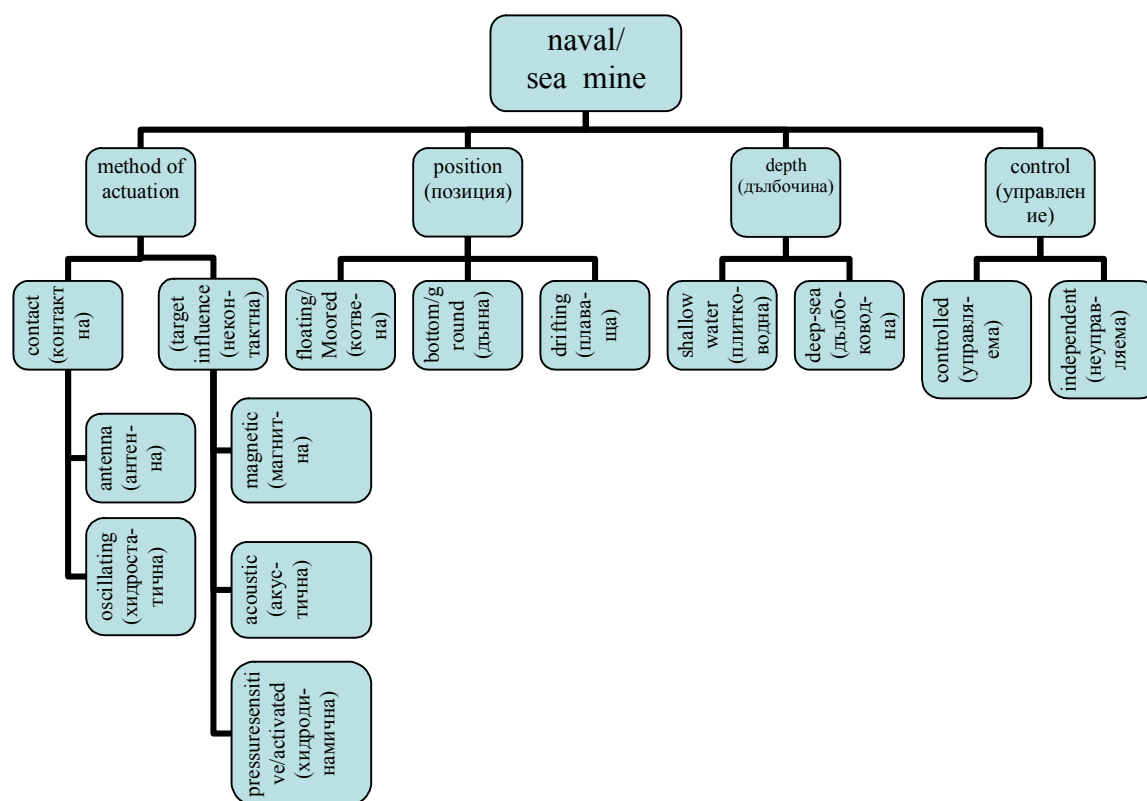 naval/
sea mine
method of
actuation
position
(позиция)
depth
(дълбочина)
control
(управлен
ие)
contact
(контакт
на)
(target
influence
(некон-
тактна)
floating/
Moored
(котве-
на)
bottom/g
round
(дънна)
drifting
(плава-
ща)
shallow
water
(плитко-
водна)
deep-sea
(дълбо-
ковод-
на)
controlled
(управля-
ема)
independent
(неуправ-
ляема)
antenna
(антен-
на)
magnetic
(магнит-
на)
oscillating
(хидроста-
тична)
acoustic
(акус-
тична)
pressuresensiti
ve/activated
(хидроди-
намична)